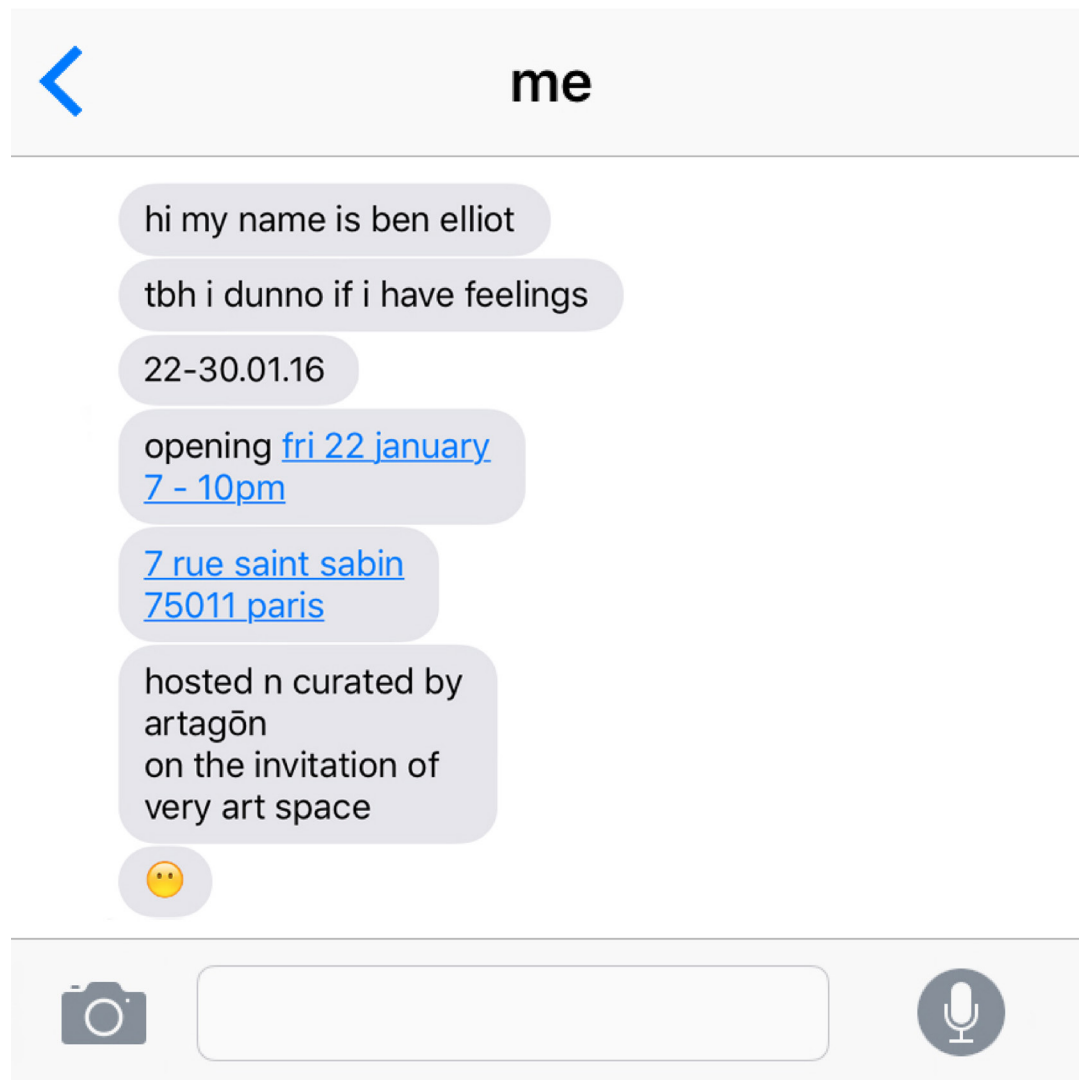 me
hi my name is ben elliot
tbh i dunno if i have feelings
22-30.01.16
opening fri 22 january
7 - 10pm
7 rue saint sabin
75011 paris
hosted n curated by
artagōn
on the invitation of
very art space
😶